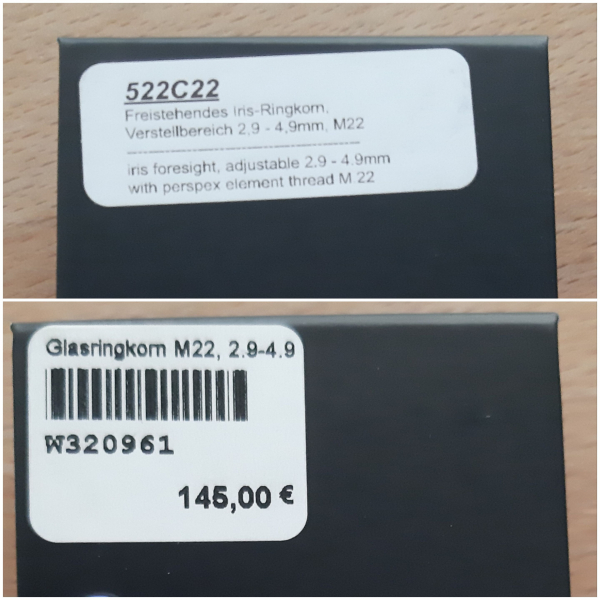 522C22
Freistehendes Iris-Ringkorn,
Verstellbereich 2,9 - 4,9mm, M22
iris foresight, adjustable 2.9 - 4.9mm
with perspex element thread M 22
Glasringkorn M22, 2.9-4.9
W320961
145,00 €